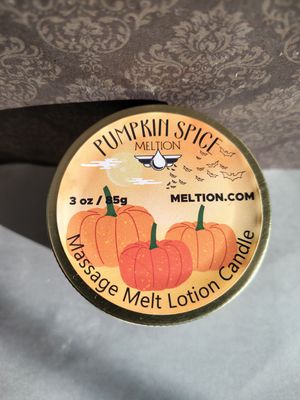 PUMPKIN SPICE
MELTION
3 oz / 85g
MELTION.COM
Massage Melt Lotion Candle